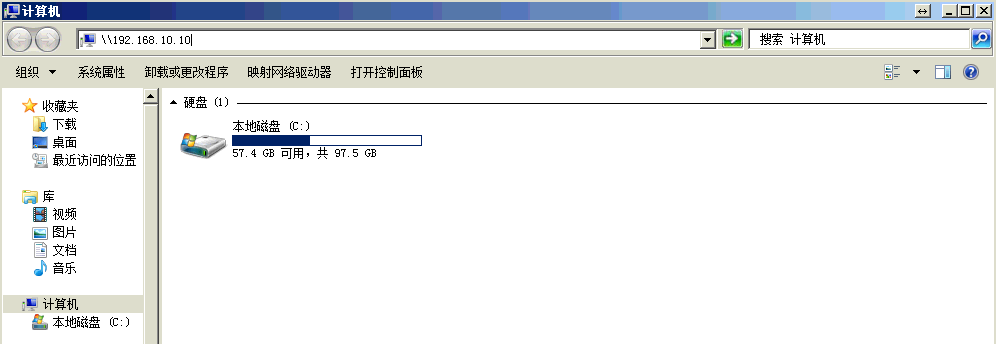 计算机
\\192.168.10.10
搜索 计算机
组织 系统属性 卸载或更改程序 映射网络驱动器 打开控制面板
收藏夹
下载
桌面
最近访问的位置
库
视频
图片
文档
音乐
计算机
本地磁盘 (C:)
硬盘 (1)
本地磁盘 (C:)
57.4 GB 可用，共 97.5 GB